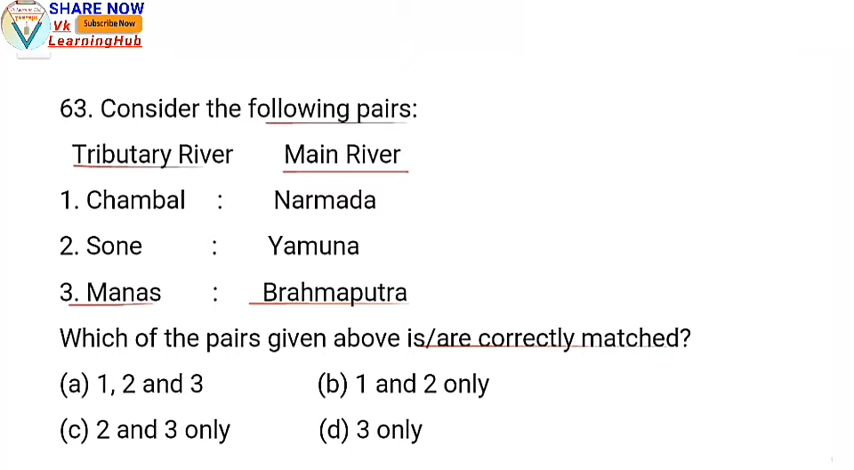 SHARE NOW
Vk Subscribe Now
LearningHub
63. Consider the following pairs:
Tributary River Main River
1. Chambal : Narmada
2. Sone : Yamuna
3. Manas : Brahmaputra
Which of the pairs given above is/are correctly matched?
(a) 1, 2 and 3 (b) 1 and 2 only
(c) 2 and 3 only (d) 3 only